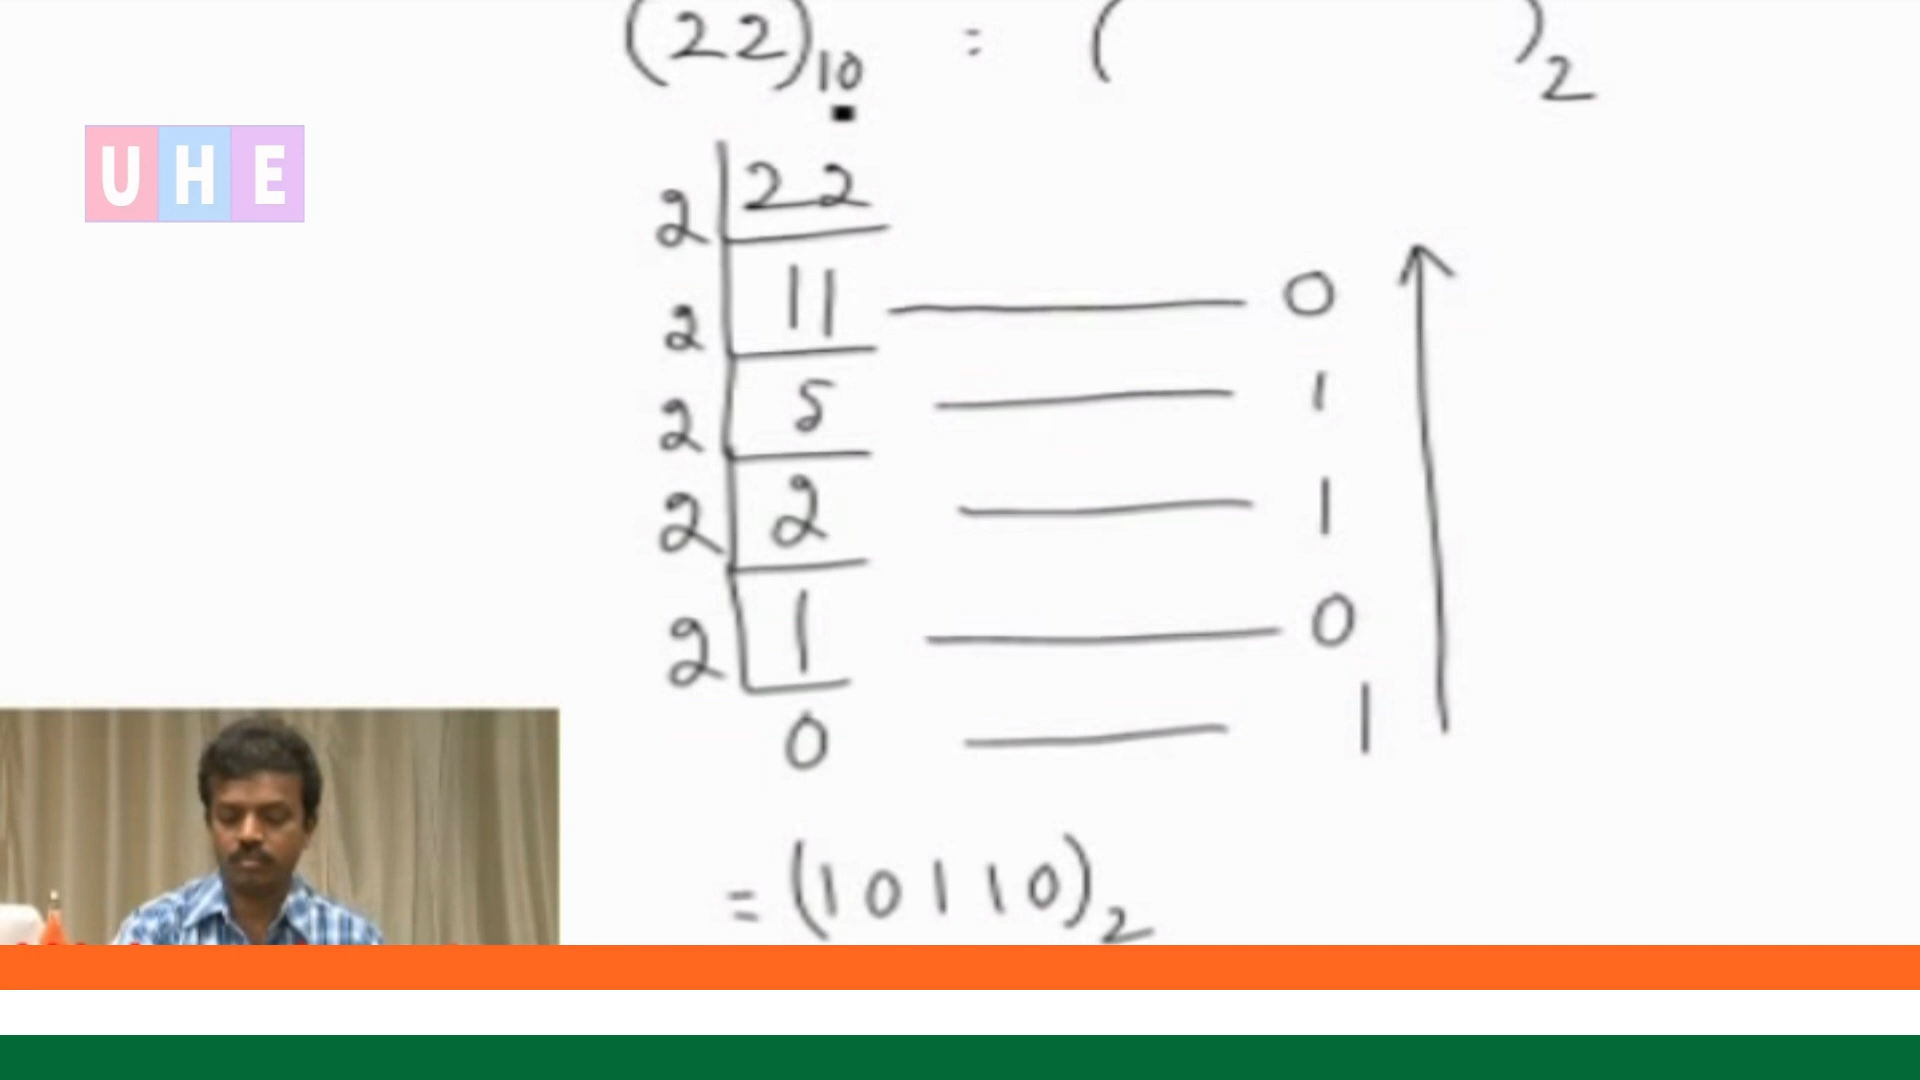 (22)10 = ( )2
UHE
2 | 22
2 | 11 — 0
2 | 5 — 1
2 | 2 — 1
2 | 1 — 0
0 — 1
= (10110)2